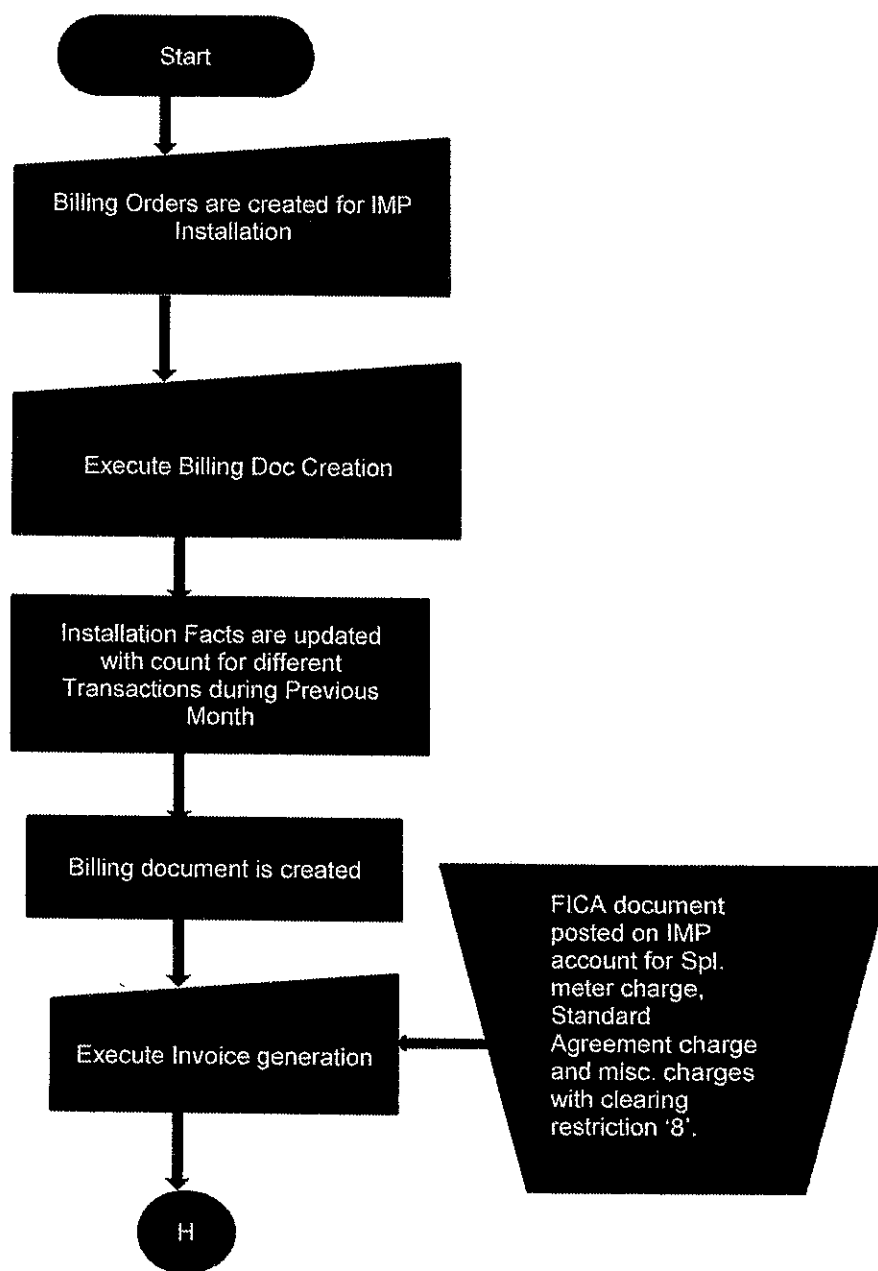 Start
Billing Orders are created for IMP
Installation
Execute Billing Doc Creation
Installation Facts are updated
with count for different
Transactions during Previous
Month
Billing document is created
FICA document
posted on IMP
account for Spl.
meter charge,
Standard
Agreement charge
and misc. charges
with clearing
restriction ‘8’.
Execute Invoice generation
H